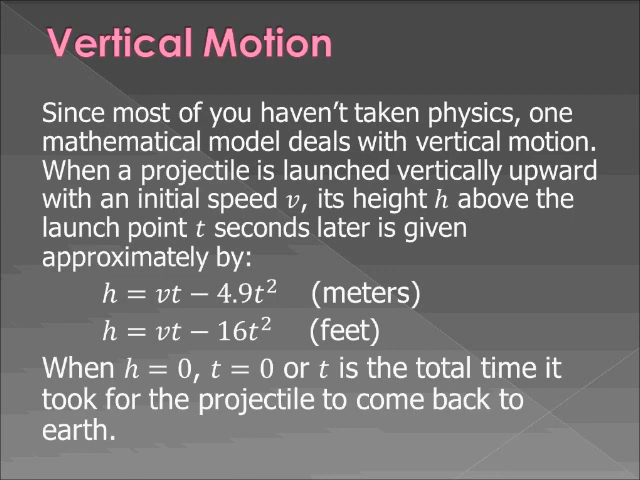 Vertical Motion
Since most of you haven’t taken physics, one
mathematical model deals with vertical motion.
When a projectile is launched vertically upward
with an initial speed 𝑣, its height ℎ above the
launch point 𝑡 seconds later is given
approximately by:
ℎ = 𝑣𝑡 − 4.9𝑡² (meters)
ℎ = 𝑣𝑡 − 16𝑡² (feet)
When ℎ = 0, 𝑡 = 0 or 𝑡 is the total time it
took for the projectile to come back to
earth.